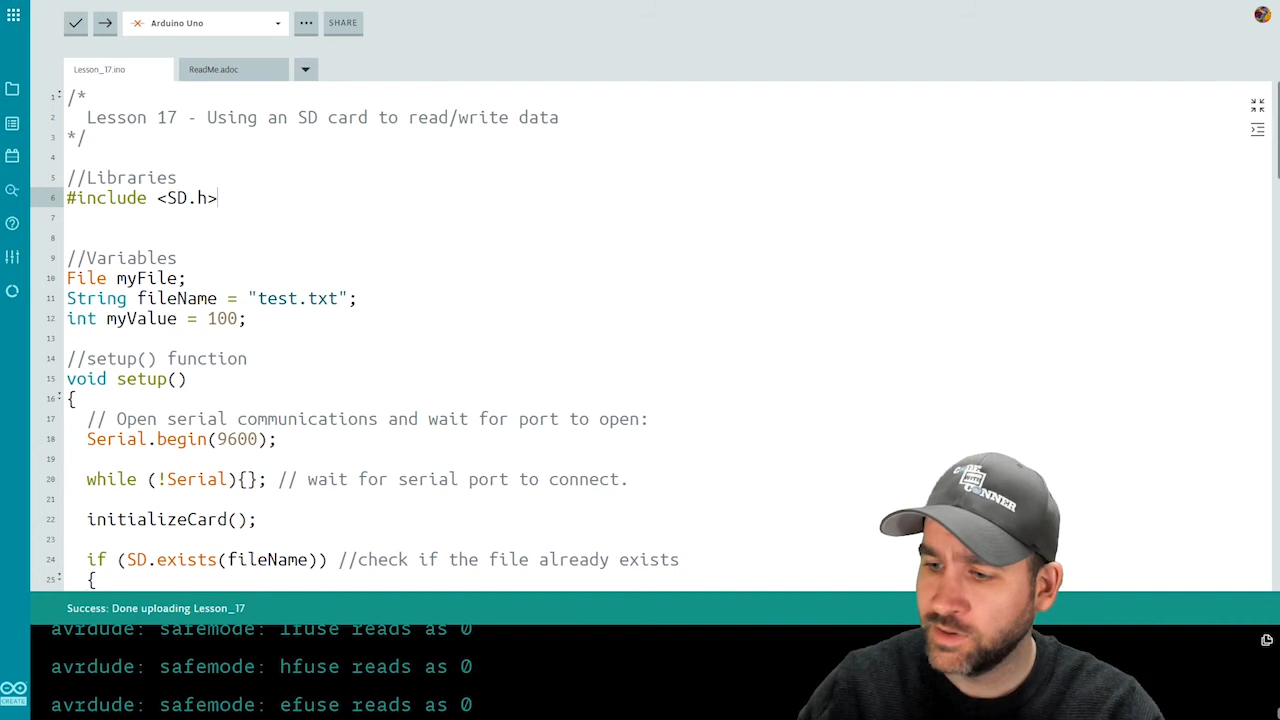 Arduino Uno
SHARE
Lesson_17.ino
ReadMe.adoc
1 /*
2 Lesson 17 - Using an SD card to read/write data
3 */
4
5 //Libraries
6 #include <SD.h>
7
8
9 //Variables
10 File myFile;
11 String fileName = "test.txt";
12 int myValue = 100;
13
14 //setup() function
15 void setup()
16 {
17 // Open serial communications and wait for port to open:
18 Serial.begin(9600);
19
20 while (!Serial){}; // wait for serial port to connect.
21
22 initializeCard();
23
24 if (SD.exists(fileName)) //check if the file already exists
25 {
Success: Done uploading Lesson_17
avrdude: safemode: lfuse reads as 0
avrdude: safemode: hfuse reads as 0
avrdude: safemode: efuse reads as 0
CREATE
CODE
WITH
CONNER